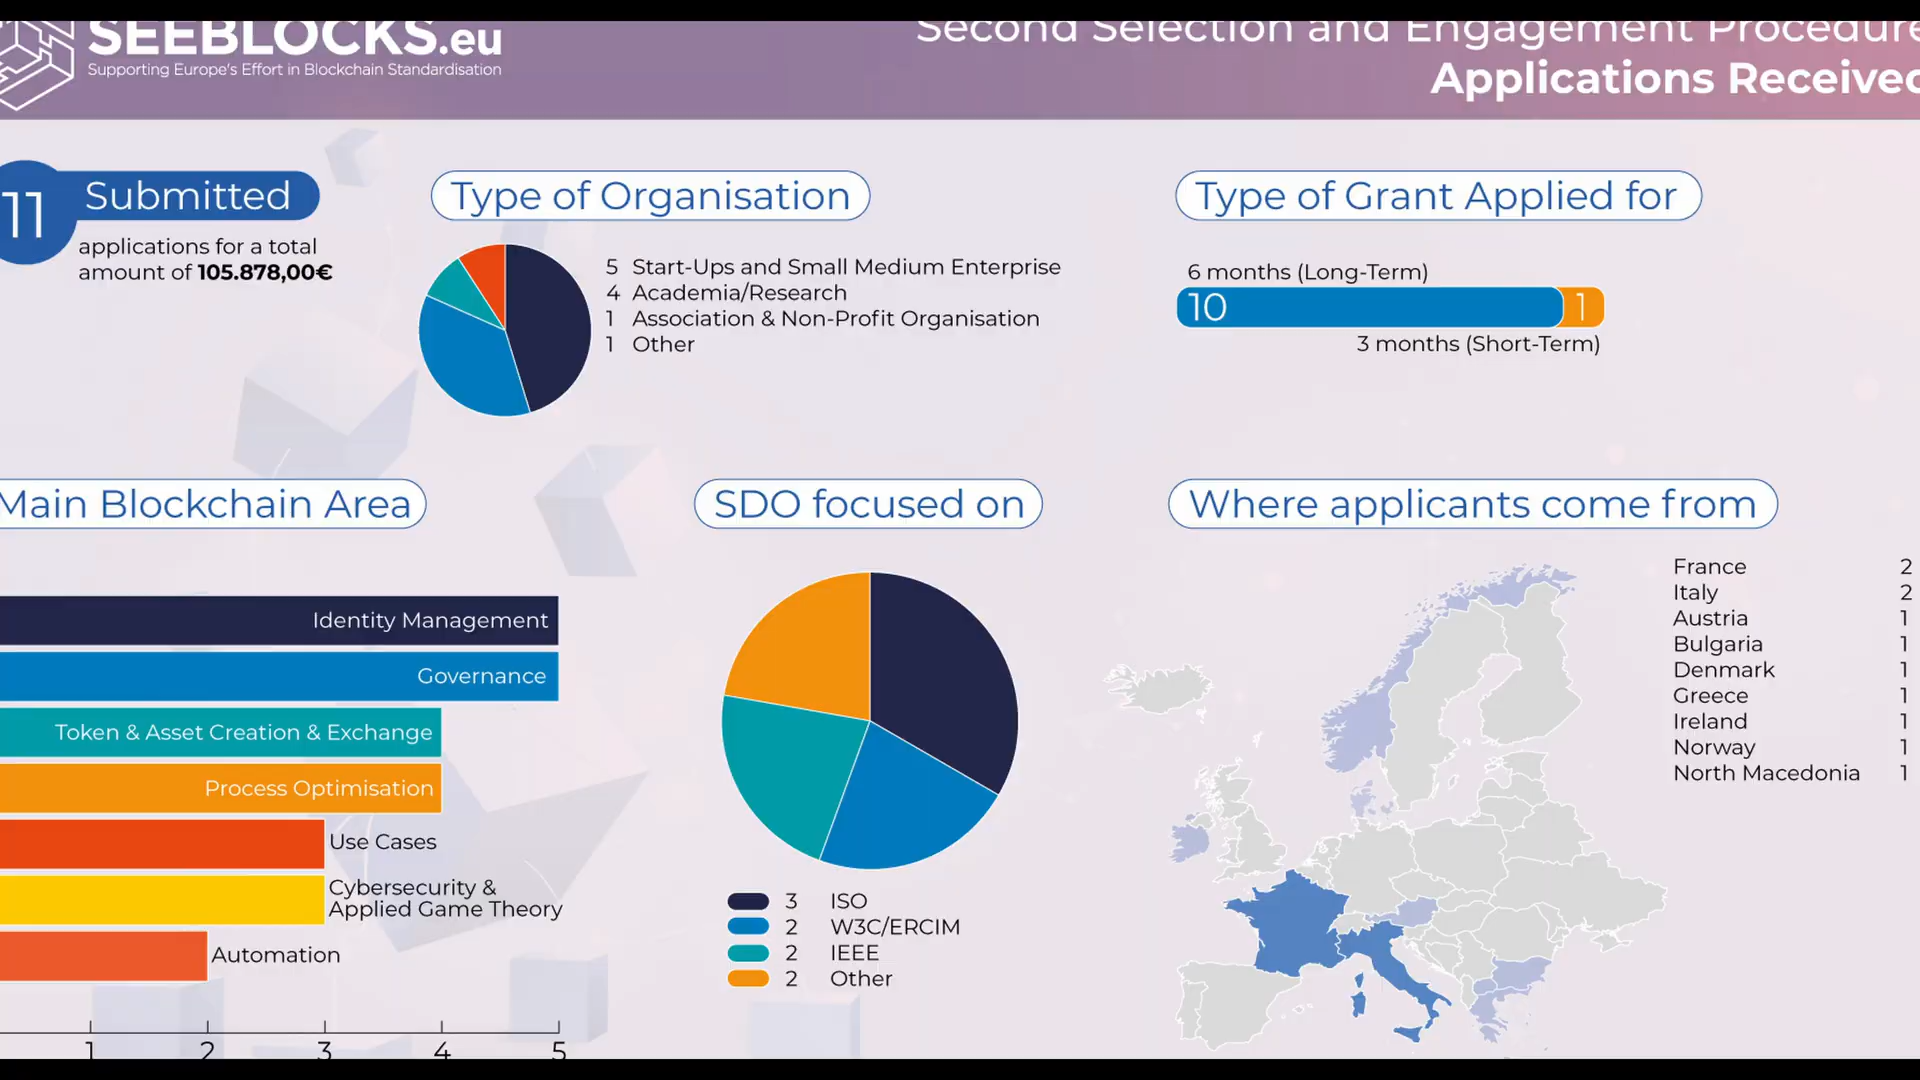 SEEBLOCKS.eu
Supporting Europe's Effort in Blockchain Standardisation
Second Selection and Engagement Procedure
Applications Received
11 Submitted
applications for a total
amount of 105.878,00€
Type of Organisation
5 Start-Ups and Small Medium Enterprise
4 Academia/Research
1 Association & Non-Profit Organisation
1 Other
Type of Grant Applied for
6 months (Long-Term)
10 1
3 months (Short-Term)
Main Blockchain Area
Identity Management
Governance
Token & Asset Creation & Exchange
Process Optimisation
Use Cases
Cybersecurity &
Applied Game Theory
Automation
1 2 3 4 5
SDO focused on
3 ISO
2 W3C/ERCIM
2 IEEE
2 Other
Where applicants come from
France 2
Italy 2
Austria 1
Bulgaria 1
Denmark 1
Greece 1
Ireland 1
Norway 1
North Macedonia 1